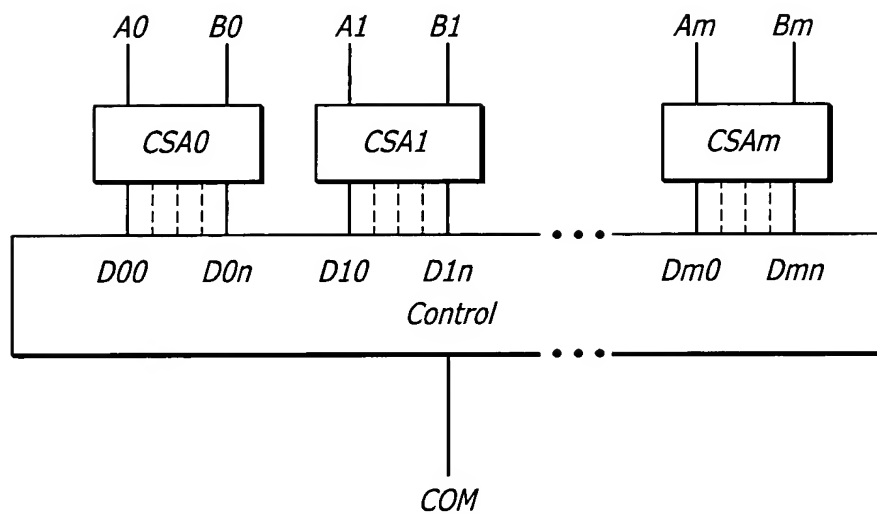 A0 B0 A1 B1 Am Bm
CSA0 CSA1 CSAm
D00 D0n D10 D1n Dm0 Dmn
Control
COM